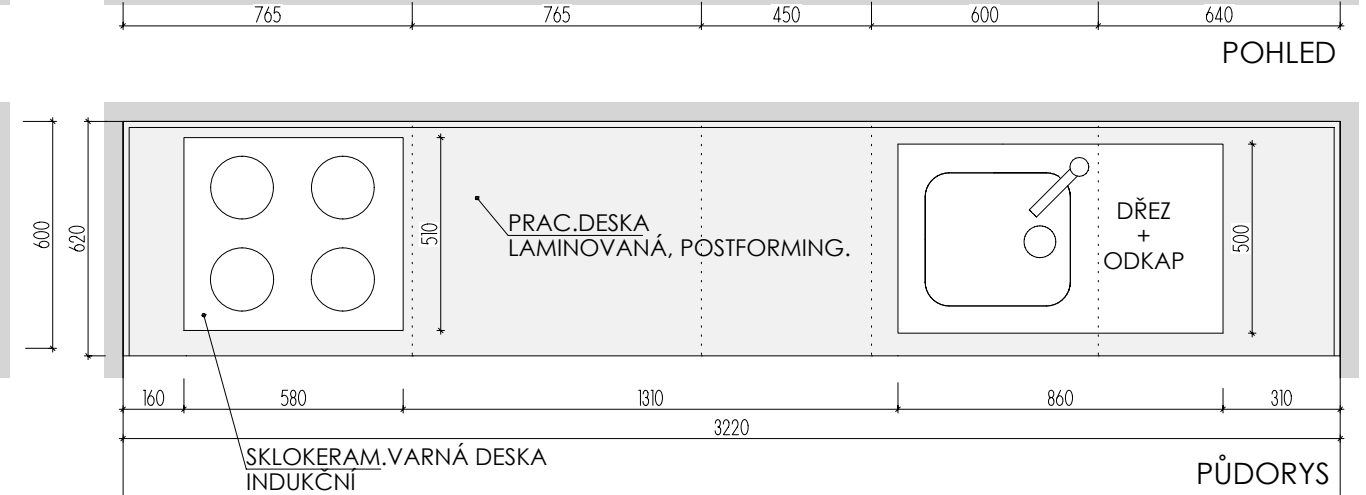 765 765 450 600 640
POHLED
600
620
510
PRAC.DESKA
LAMINOVANÁ, POSTFORMING.
DŘEZ
+
ODKAP
500
160 580 1310 860 310
3220
SKLOKERAM.VARNÁ DESKA
INDUKČNÍ
PŮDORYS